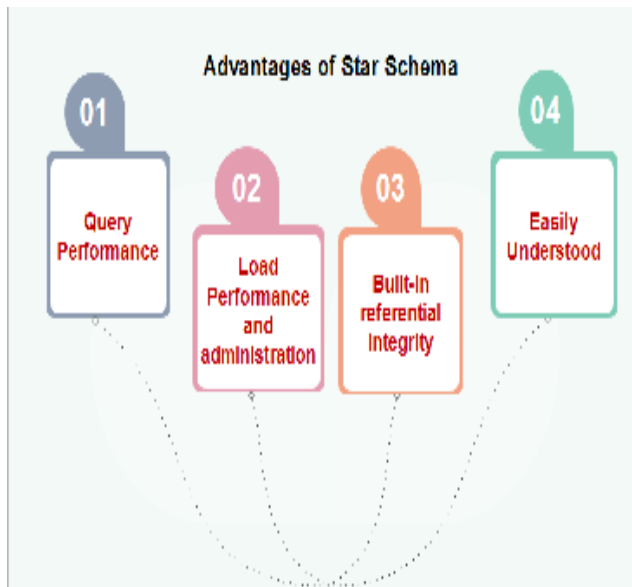 Advantages of Star Schema
01
Query
Performance
02
Load
Performance
and
administration
03
Built-in
referential
integrity
04
Easily
Understood